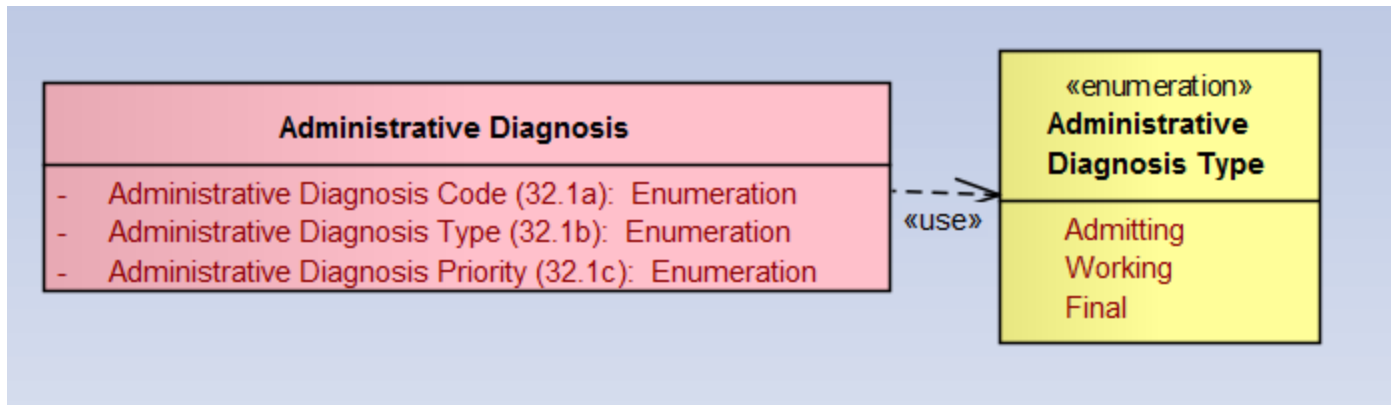 Administrative Diagnosis
- Administrative Diagnosis Code (32.1a): Enumeration
- Administrative Diagnosis Type (32.1b): Enumeration
- Administrative Diagnosis Priority (32.1c): Enumeration
«use»
«enumeration»
Administrative
Diagnosis Type
Admitting
Working
Final